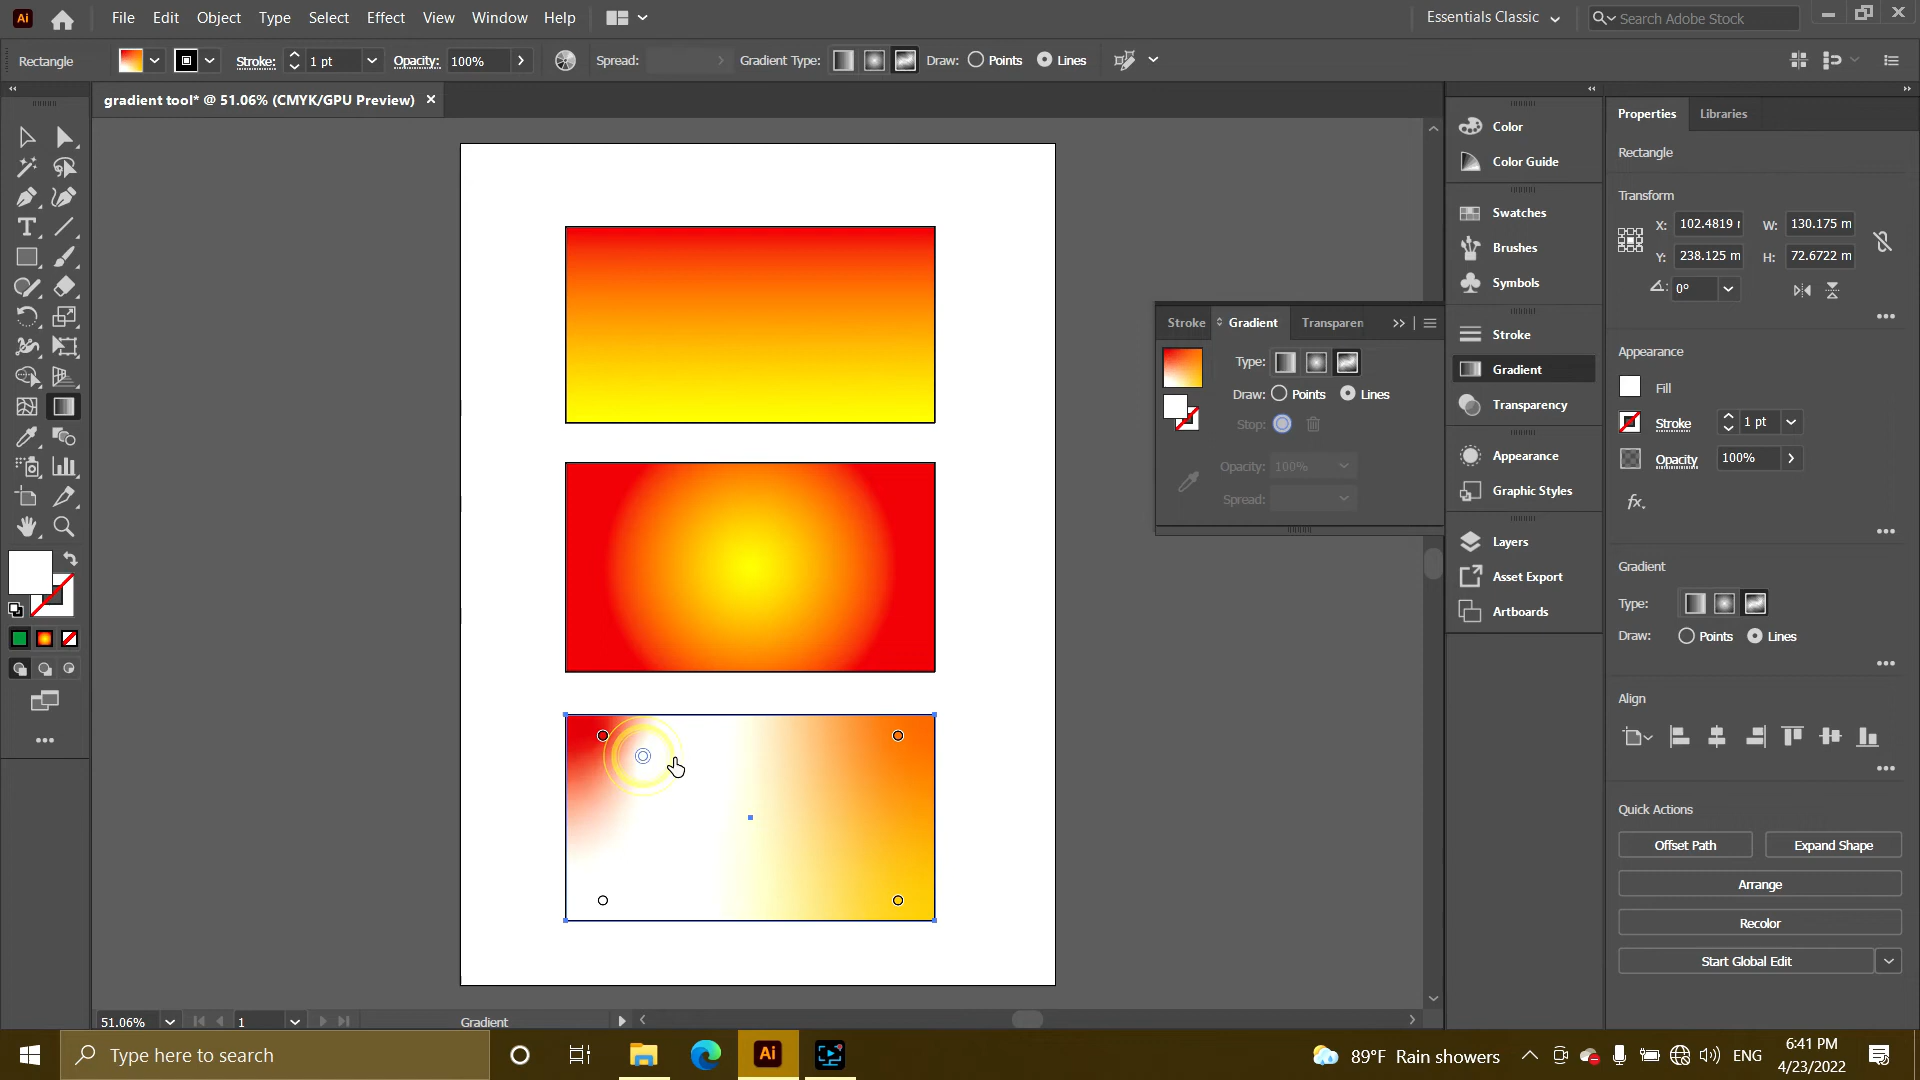 Ai File Edit Object Type Select Effect View Window Help Essentials Classic Search Adobe Stock
Rectangle Stroke: 1 pt Opacity: 100% Spread: Gradient Type: Draw: Points Lines
gradient tool* @ 51.06% (CMYK/GPU Preview)
Color
Color Guide
Swatches
Brushes
Symbols
Stroke
Gradient
Transparency
Appearance
Graphic Styles
Layers
Asset Export
Artboards
Stroke Gradient Transparen
Type:
Draw: Points Lines
Stop:
Opacity: 100%
Spread:
Properties Libraries
Rectangle
Transform
X: 102.4819 W: 130.175 m
Y: 238.125 m H: 72.6722 m
0°
Appearance
Fill
Stroke 1 pt
Opacity 100%
fx.
Gradient
Type:
Draw: Points Lines
Align
Quick Actions
Offset Path Expand Shape
Arrange
Recolor
Start Global Edit
51.06% 1 Gradient
Type here to search Ai 89°F Rain showers ENG 6:41 PM
4/23/2022